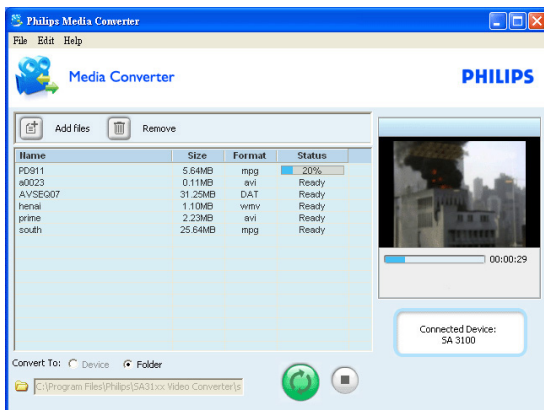 Philips Media Converter
File Edit Help
Media Converter
PHILIPS
Add files Remove
Name Size Format Status
PD911 5.64MB mpg 20%
a0023 0.11MB avi Ready
AVSEQ07 31.25MB DAT Ready
henai 1.10MB wmv Ready
prime 2.23MB avi Ready
south 25.64MB mpg Ready
00:00:29
Connected Device:
SA 3100
Convert To: Device Folder
C:\Program Files\Philips\SA31xx Video Converter\s